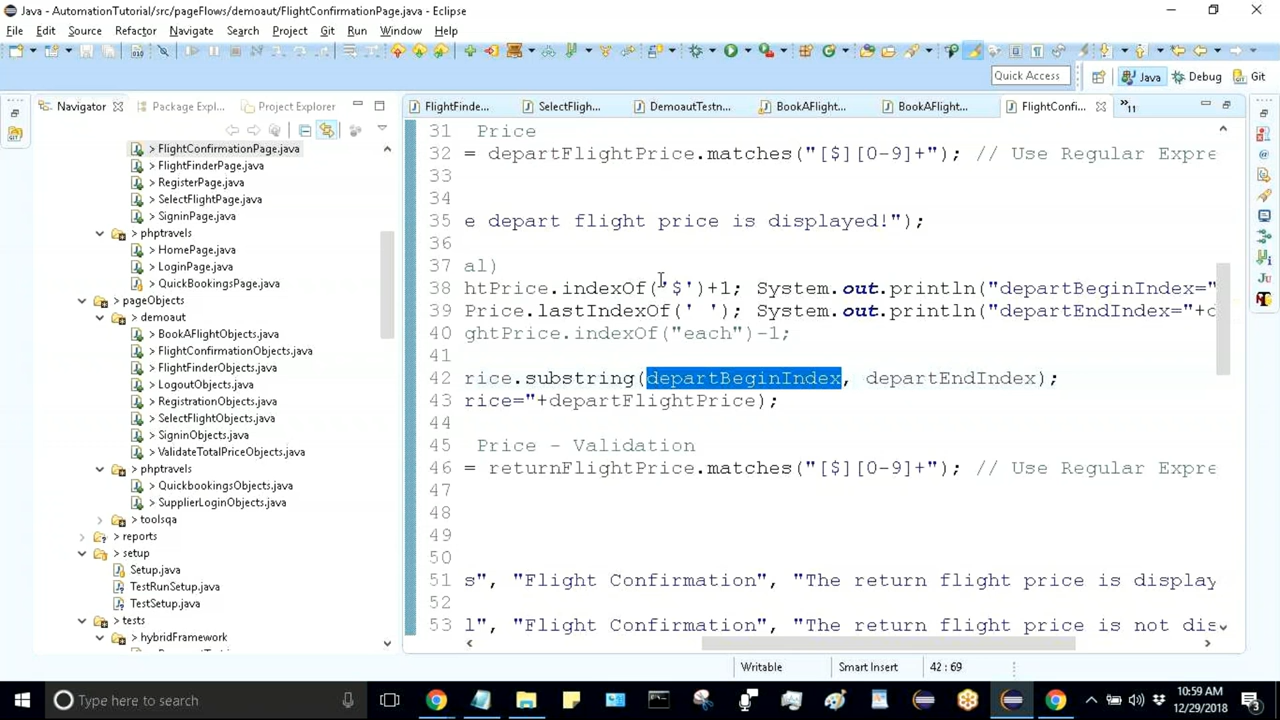 Java - AutomationTutorial/src/pageFlows/demoaut/FlightConfirmationPage.java - Eclipse
File Edit Source Refactor Navigate Search Project Git Run Window Help
Quick Access Java Debug Git
Navigator Package Expl... Project Explorer
FlightFinde... SelectFligh... DemoautTestn... BookAFlight... BookAFlight... FlightConfi... »11
> FlightConfirmationPage.java
> FlightFinderPage.java
> RegisterPage.java
> SelectFlightPage.java
> SigninPage.java
> phptravels
> HomePage.java
> LoginPage.java
> QuickBookingsPage.java
> pageObjects
> demoaut
> BookAFlightObjects.java
> FlightConfirmationObjects.java
> FlightFinderObjects.java
> LogoutObjects.java
> RegistrationObjects.java
> SelectFlightObjects.java
> SigninObjects.java
> ValidateTotalPriceObjects.java
> phptravels
> QuickbookingsObjects.java
> SupplierLoginObjects.java
> toolsqa
> reports
> setup
Setup.java
TestRunSetup.java
TestSetup.java
> tests
> hybridFramework
31 Price
32 = departFlightPrice.matches("[$][0-9]+"); // Use Regular Expre
33
34
35 e depart flight price is displayed!");
36
37 al)
38 htPrice.indexOf('$')+1; System.out.println("departBeginIndex="
39 Price.lastIndexOf(' '); System.out.println("departEndIndex="+d
40 ghtPrice.indexOf("each")-1;
41
42 rice.substring(departBeginIndex, departEndIndex);
43 rice="+departFlightPrice);
44
45 Price - Validation
46 = returnFlightPrice.matches("[$][0-9]+"); // Use Regular Expre
47
48
49
50
51 s", "Flight Confirmation", "The return flight price is display
52
53 l", "Flight Confirmation", "The return flight price is not dis
Writable Smart Insert 42 : 69
Type here to search
10:59 AM
12/29/2018
3